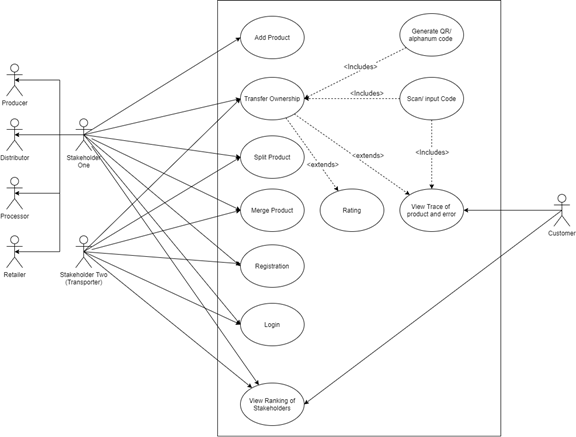 Generate QR/
alphanum code
Add Product
<Includes>
Producer
Transfer Ownership
<Includes>
Scan/ input Code
Distributor
Stakeholder
One
Split Product
<Includes>
<extends>
<extends>
Processor
Merge Product
Rating
View Trace of
product and error
Customer
Retailer
Stakeholder Two
(Transporter)
Registration
Login
View Ranking of
Stakeholders